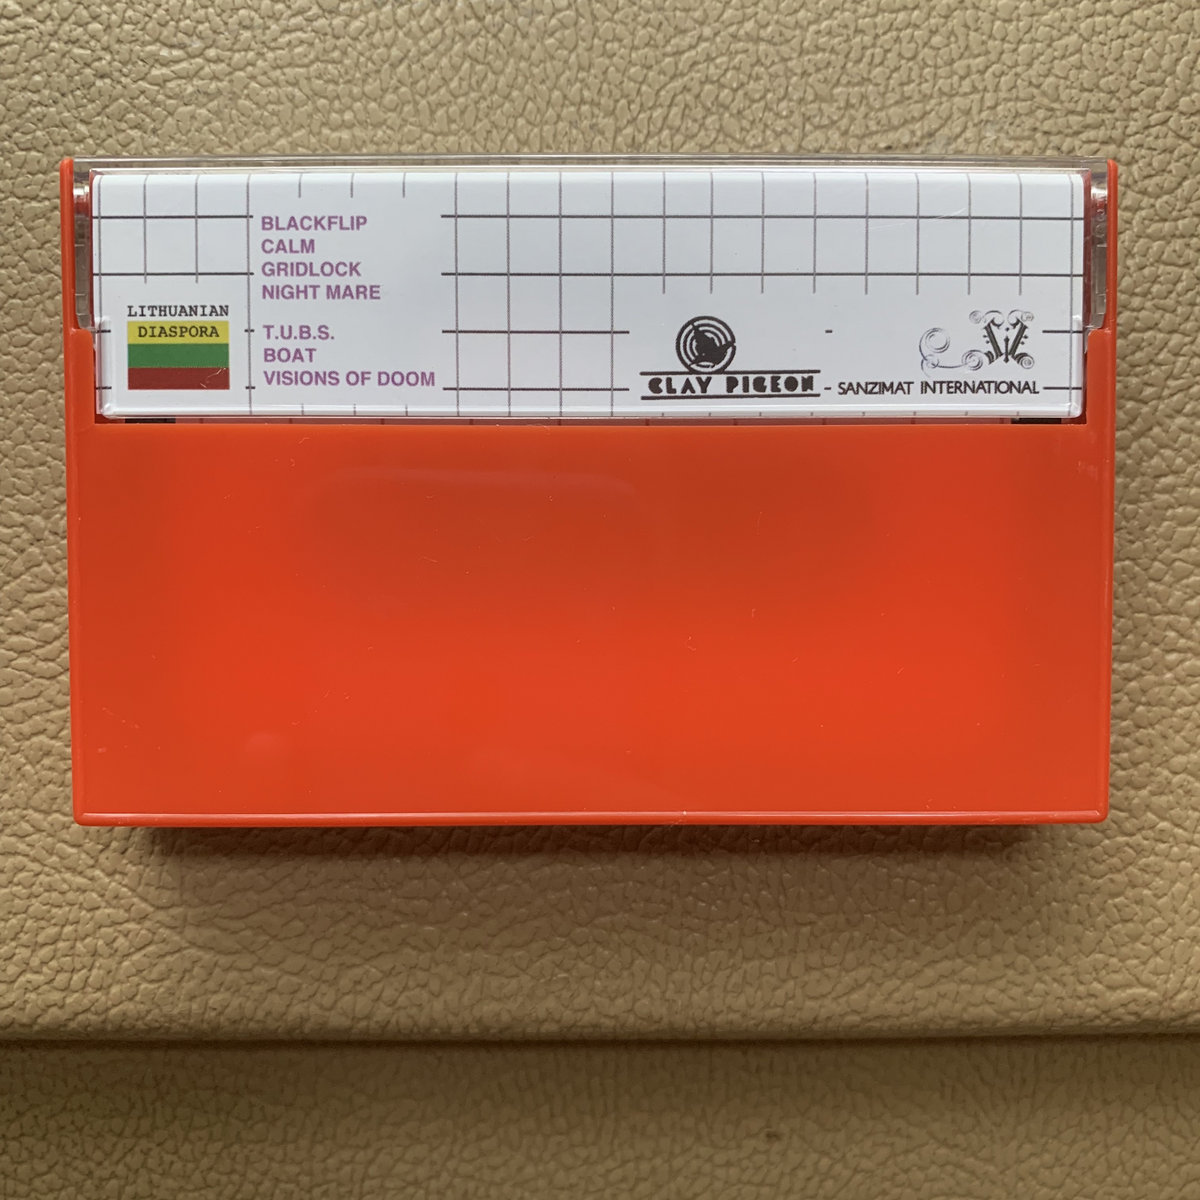 BLACKFLIP
CALM
GRIDLOCK
NIGHT MARE
T.U.B.S.
BOAT
VISIONS OF DOOM
LITHUANIAN
DIASPORA
CLAY PIGEON
SANZIMAT INTERNATIONAL